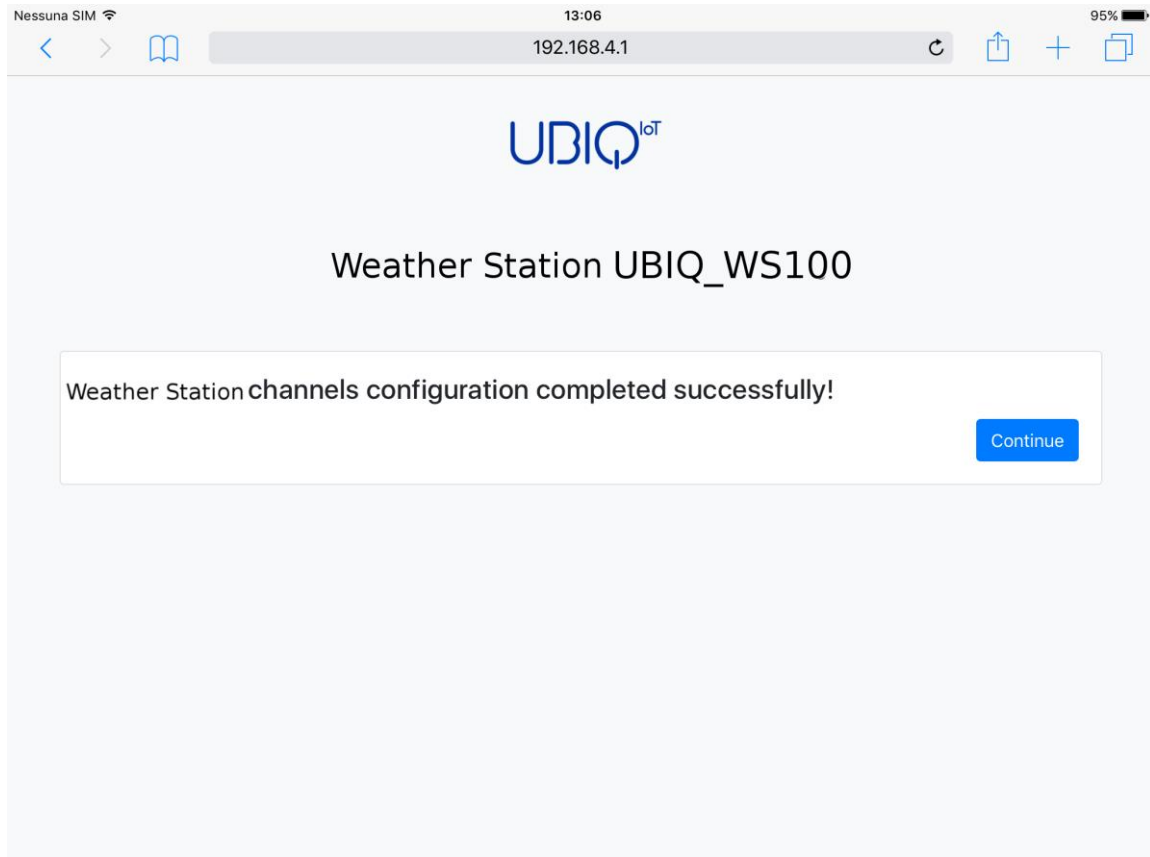 Nessuna SIM 13:06 95%
192.168.4.1
UBIQ IoT
Weather Station UBIQ_WS100
Weather Station channels configuration completed successfully!
Continue